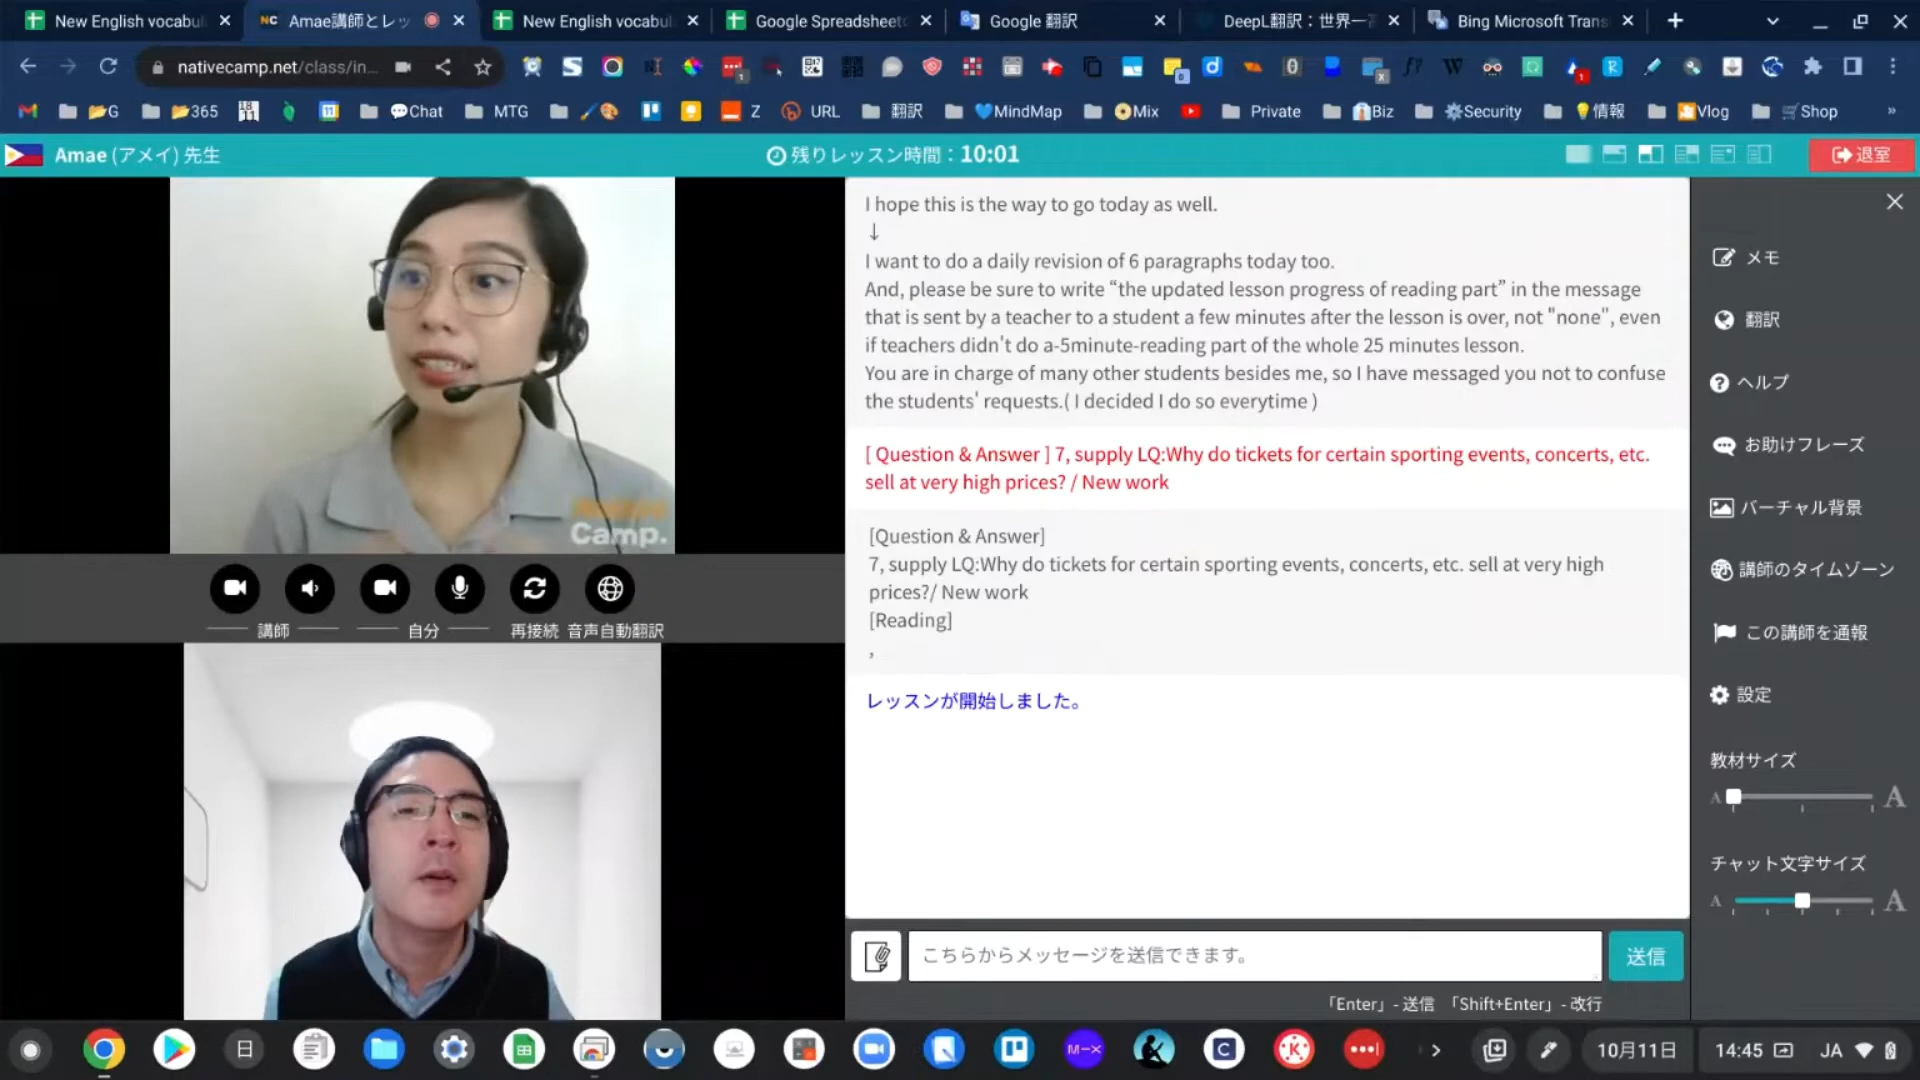 New English vocabul
Amae講師とレッ
New English vocabul
Google Spreadsheet
Google 翻訳
DeepL翻訳：世界一
Bing Microsoft Trans
nativecamp.net/class/in...
G
365
Chat
MTG
Z
URL
翻訳
MindMap
Mix
Private
Biz
Security
情報
Vlog
Shop
»
Amae (アメイ) 先生
残りレッスン時間：10:01
退室
I hope this is the way to go today as well.
↓
I want to do a daily revision of 6 paragraphs today too.
And, please be sure to write “the updated lesson progress of reading part” in the message
that is sent by a teacher to a student a few minutes after the lesson is over, not "none", even
if teachers didn't do a-5minute-reading part of the whole 25 minutes lesson.
You are in charge of many other students besides me, so I have messaged you not to confuse
the students' requests.( I decided I do so everytime )
[ Question & Answer ] 7, supply LQ:Why do tickets for certain sporting events, concerts, etc.
sell at very high prices? / New work
[Question & Answer]
7, supply LQ:Why do tickets for certain sporting events, concerts, etc. sell at very high
prices?/ New work
[Reading]
,
レッスンが開始しました。
Camp.
講師
自分
再接続
音声自動翻訳
メモ
翻訳
ヘルプ
お助けフレーズ
バーチャル背景
講師のタイムゾーン
この講師を通報
設定
教材サイズ
A A
チャット文字サイズ
A A
こちらからメッセージを送信できます。
送信
「Enter」- 送信 「Shift+Enter」- 改行
10月11日
14:45
JA